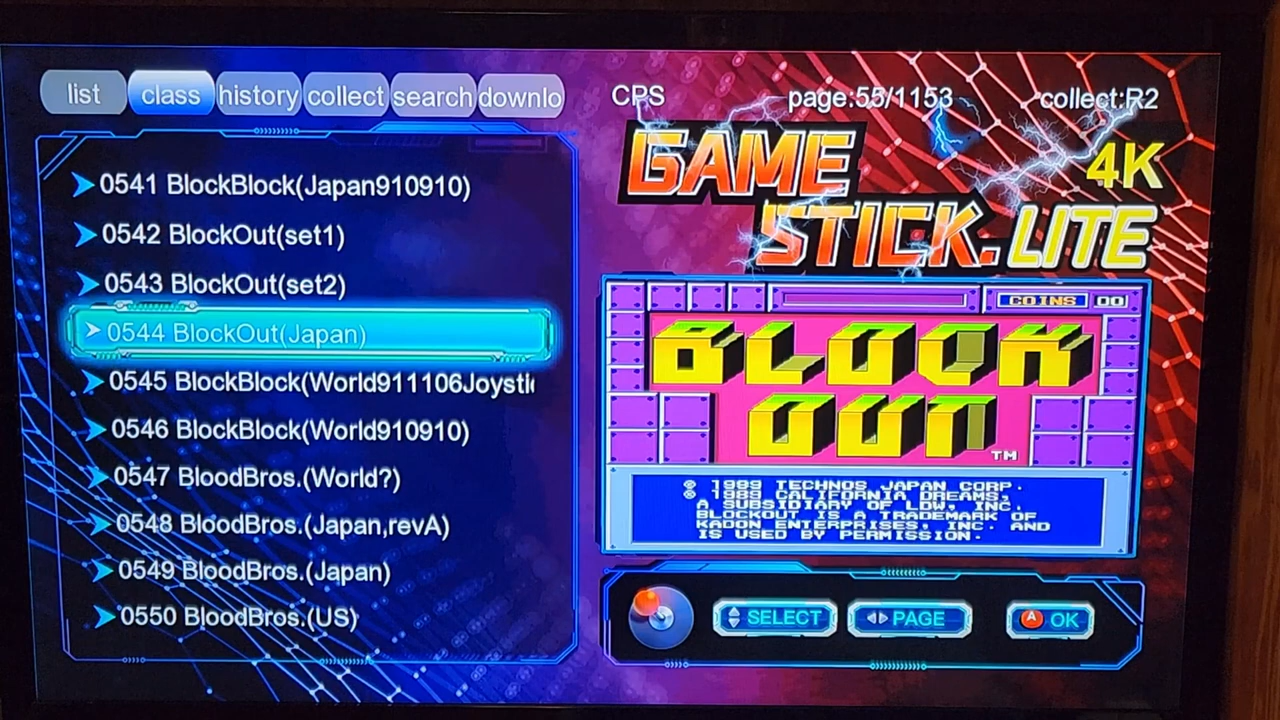 list class history collect search downlo
CPS page:55/1153 collect:R2
GAME 4K
STICK. LITE
0541 BlockBlock(Japan910910)
0542 BlockOut(set1)
0543 BlockOut(set2)
0544 BlockOut(Japan)
0545 BlockBlock(World911106Joystic
0546 BlockBlock(World910910)
0547 BloodBros.(World?)
0548 BloodBros.(Japan,revA)
0549 BloodBros.(Japan)
0550 BloodBros.(US)
COINS 00
BLOCK
OUT TM
© 1989 TECHNOS JAPAN CORP.
© 1989 CALIFORNIA DREAMS,
A SUBSIDIARY OF LDW, INC.
BLOCKOUT IS A TRADEMARK OF
KADON ENTERPRISES, INC. AND
IS USED BY PERMISSION.
SELECT PAGE A OK